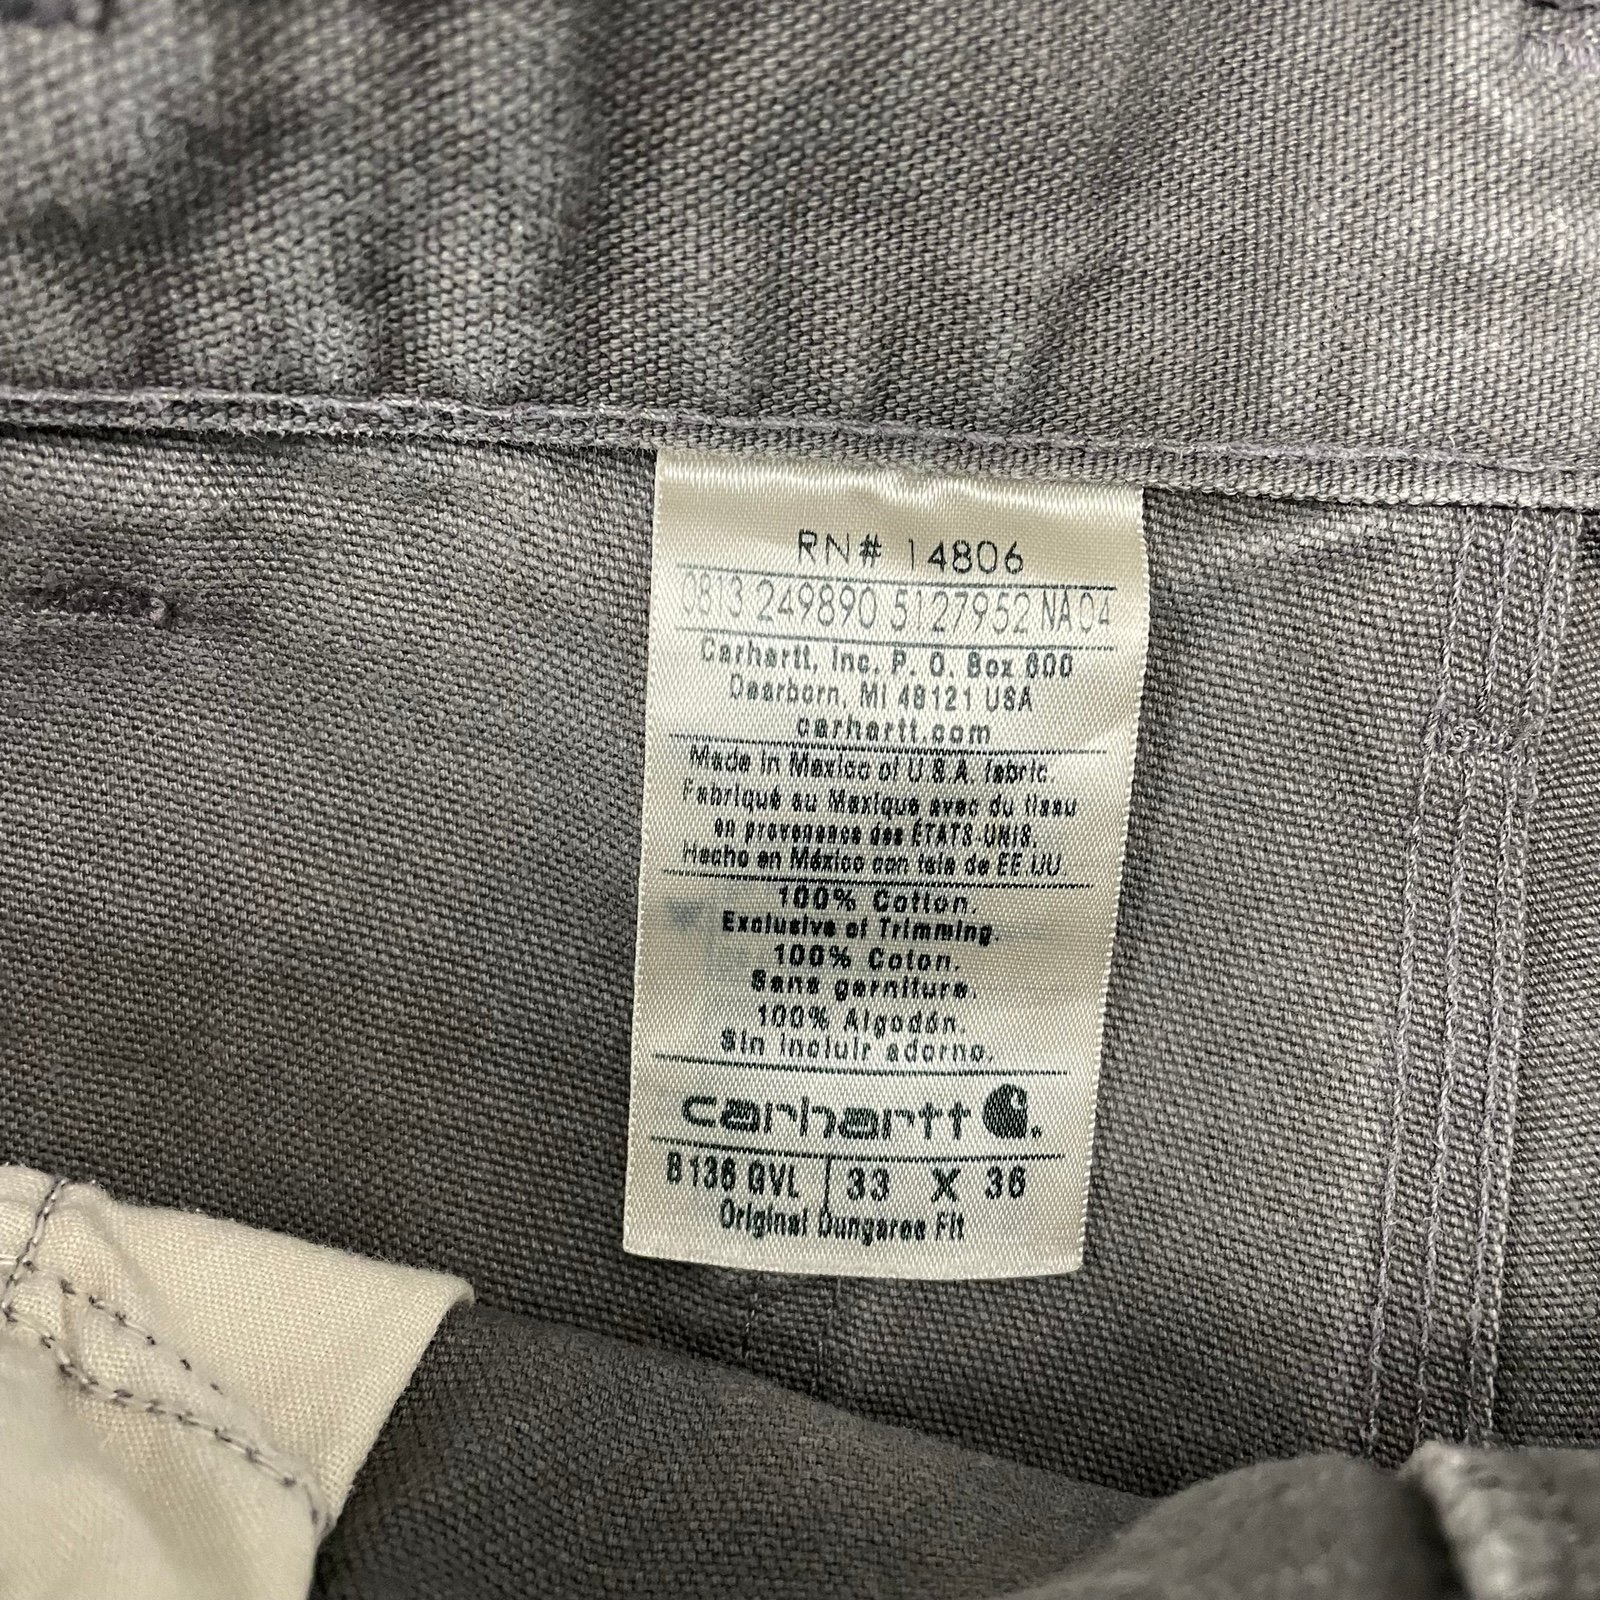 RN# 14806
0813 249890 5127952 NA04
Carhartt, Inc. P. O. Box 600
Dearborn, MI 48121 USA
carhartt.com
Made in Mexico of U.S.A. fabric.
Fabriqué au Mexique avec du tissu
en provenance des ÉTATS-UNIS.
Hecho en México con tela de EE.UU.
100% Cotton.
Exclusive of Trimming.
100% Coton.
Sans garniture.
100% Algodón.
Sin incluir adorno.
carhartt
B136 GVL 33 X 36
Original Dungaree Fit